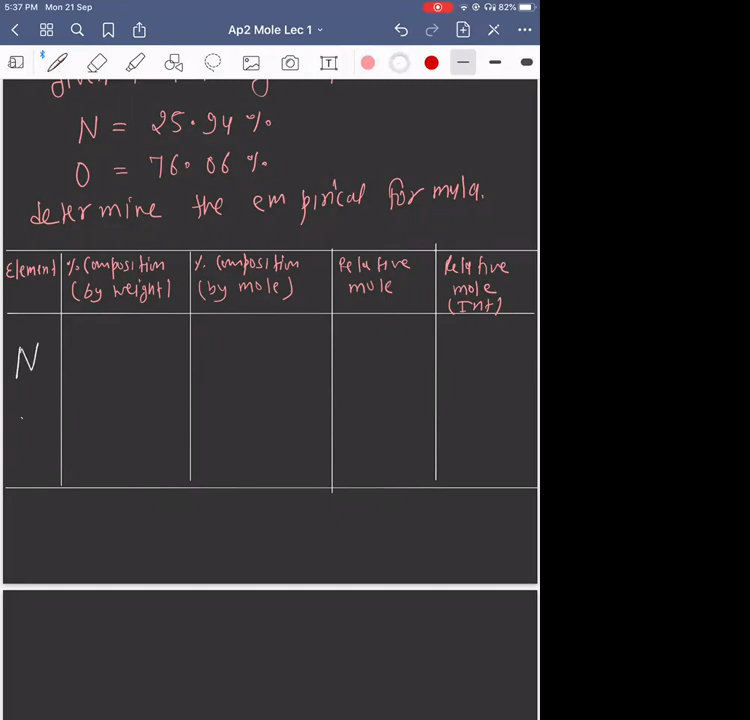 5:37 PM Mon 21 Sep
82%
Ap2 Mole Lec 1
T
N = 25.94 %
O = 76.06 %
determine the empirical formula.
Element % Composition (by weight) % Composition (by mole) Relative mole Relative mole (Int)
N